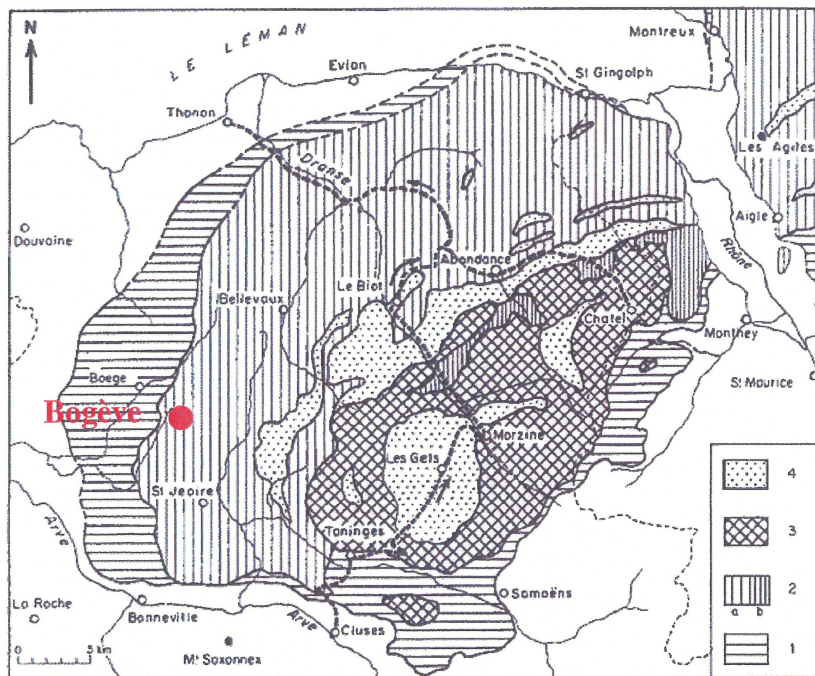 N
LE LÉMAN
Montreux
Evian
St Gingolph
Thonon
Dranse
Les Agites
Aigle
Douvaine
Rhône
Abondance
Le Biot
Bellevaux
Chatel
Monthey
Boege
St Maurice
Bogève
Morzine
Les Gets
St Jeoire
Taninges
Arve
Samoëns
La Roche
Bonneville
Arve
Cluses
Mt Saxonnex
0 5 km
4
3
2
a b
1